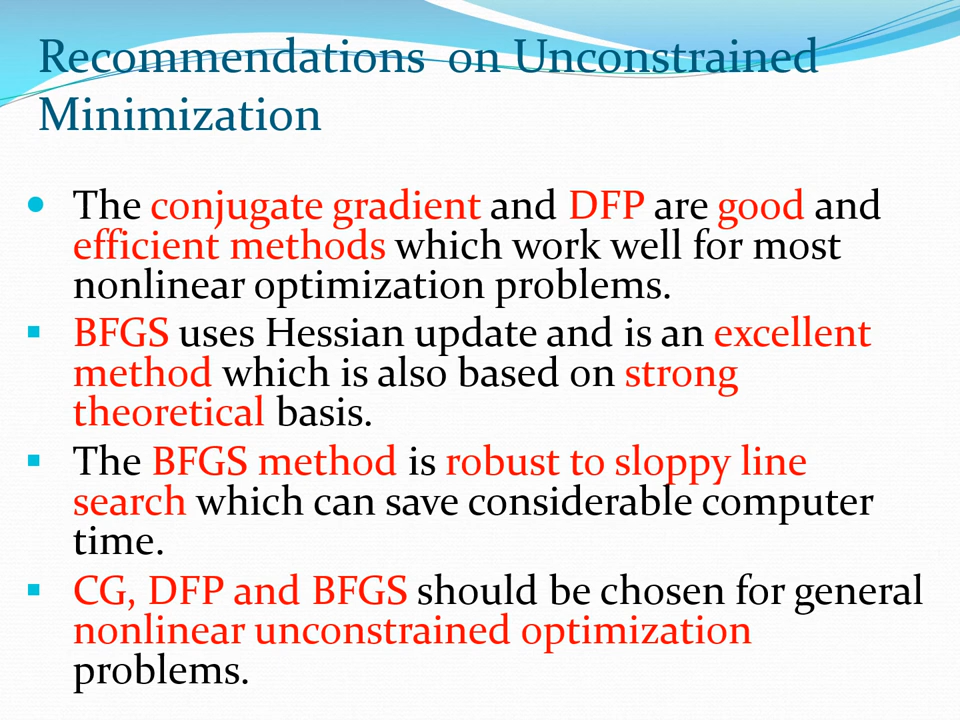 Recommendations on Unconstrained
Minimization
• The conjugate gradient and DFP are good and
efficient methods which work well for most
nonlinear optimization problems.
▪ BFGS uses Hessian update and is an excellent
method which is also based on strong
theoretical basis.
▪ The BFGS method is robust to sloppy line
search which can save considerable computer
time.
▪ CG, DFP and BFGS should be chosen for general
nonlinear unconstrained optimization
problems.